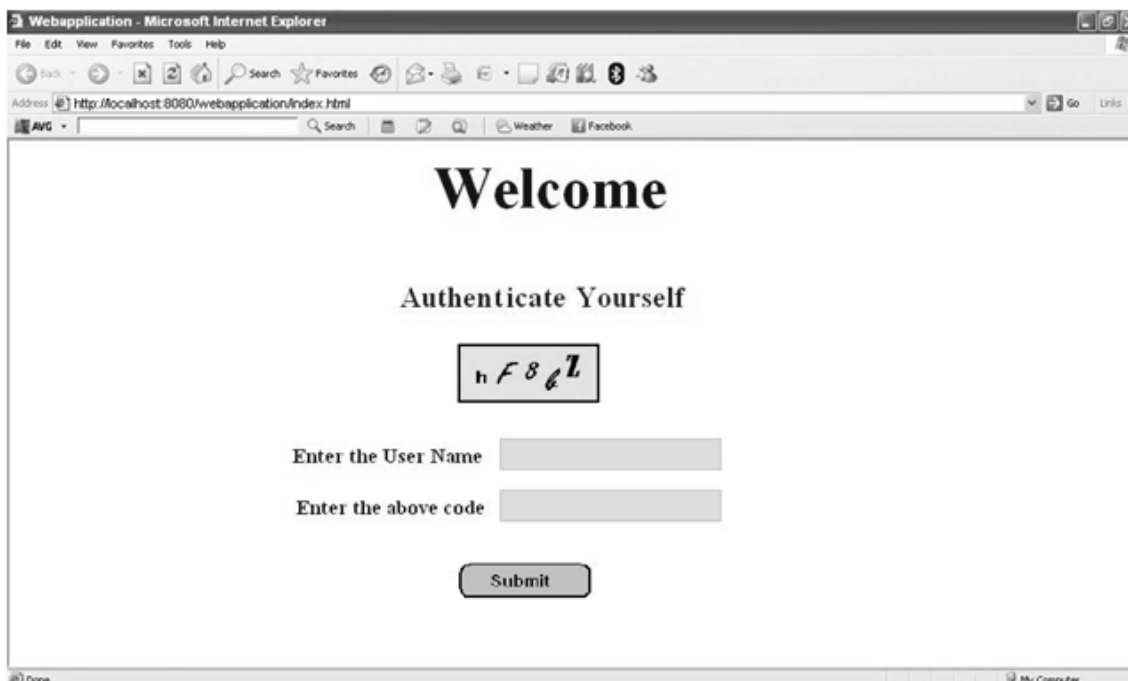 Webapplication - Microsoft Internet Explorer
File Edit View Favorites Tools Help
Back Search Favorites
Address http://localhost:8080/webapplication/index.html Go Links
AVG Search Weather Facebook
Welcome
Authenticate Yourself
h F 8 6 Z
Enter the User Name
Enter the above code
Submit
Done My Computer